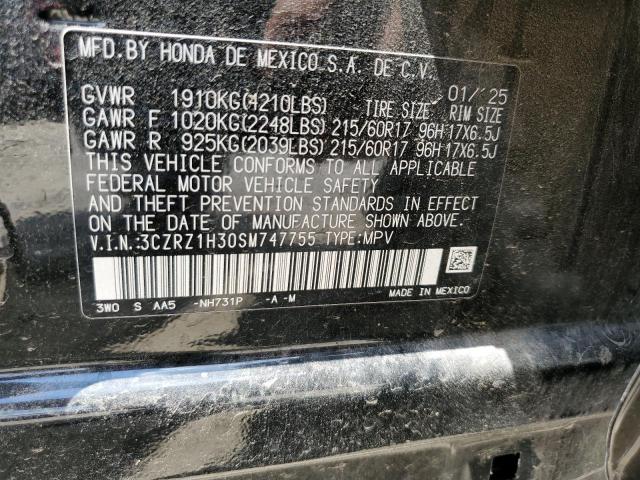 MFD.BY HONDA DE MEXICO S.A. DE C.V. 01/'25
GVWR 1910KG(4210LBS) TIRE SIZE RIM SIZE
GAWR F 1020KG(2248LBS) 215/60R17 96H 17X6.5J
GAWR R 925KG(2039LBS) 215/60R17 96H 17X6.5J
THIS VEHICLE CONFORMS TO ALL APPLICABLE
FEDERAL MOTOR VEHICLE SAFETY
AND THEFT PREVENTION STANDARDS IN EFFECT
ON THE DATE OF MANUFACTURE SHOWN ABOVE.
V.I.N.:3CZRZ1H30SM747755 TYPE:MPV
3W0 S AA5 -NH731P -A -M MADE IN MEXICO